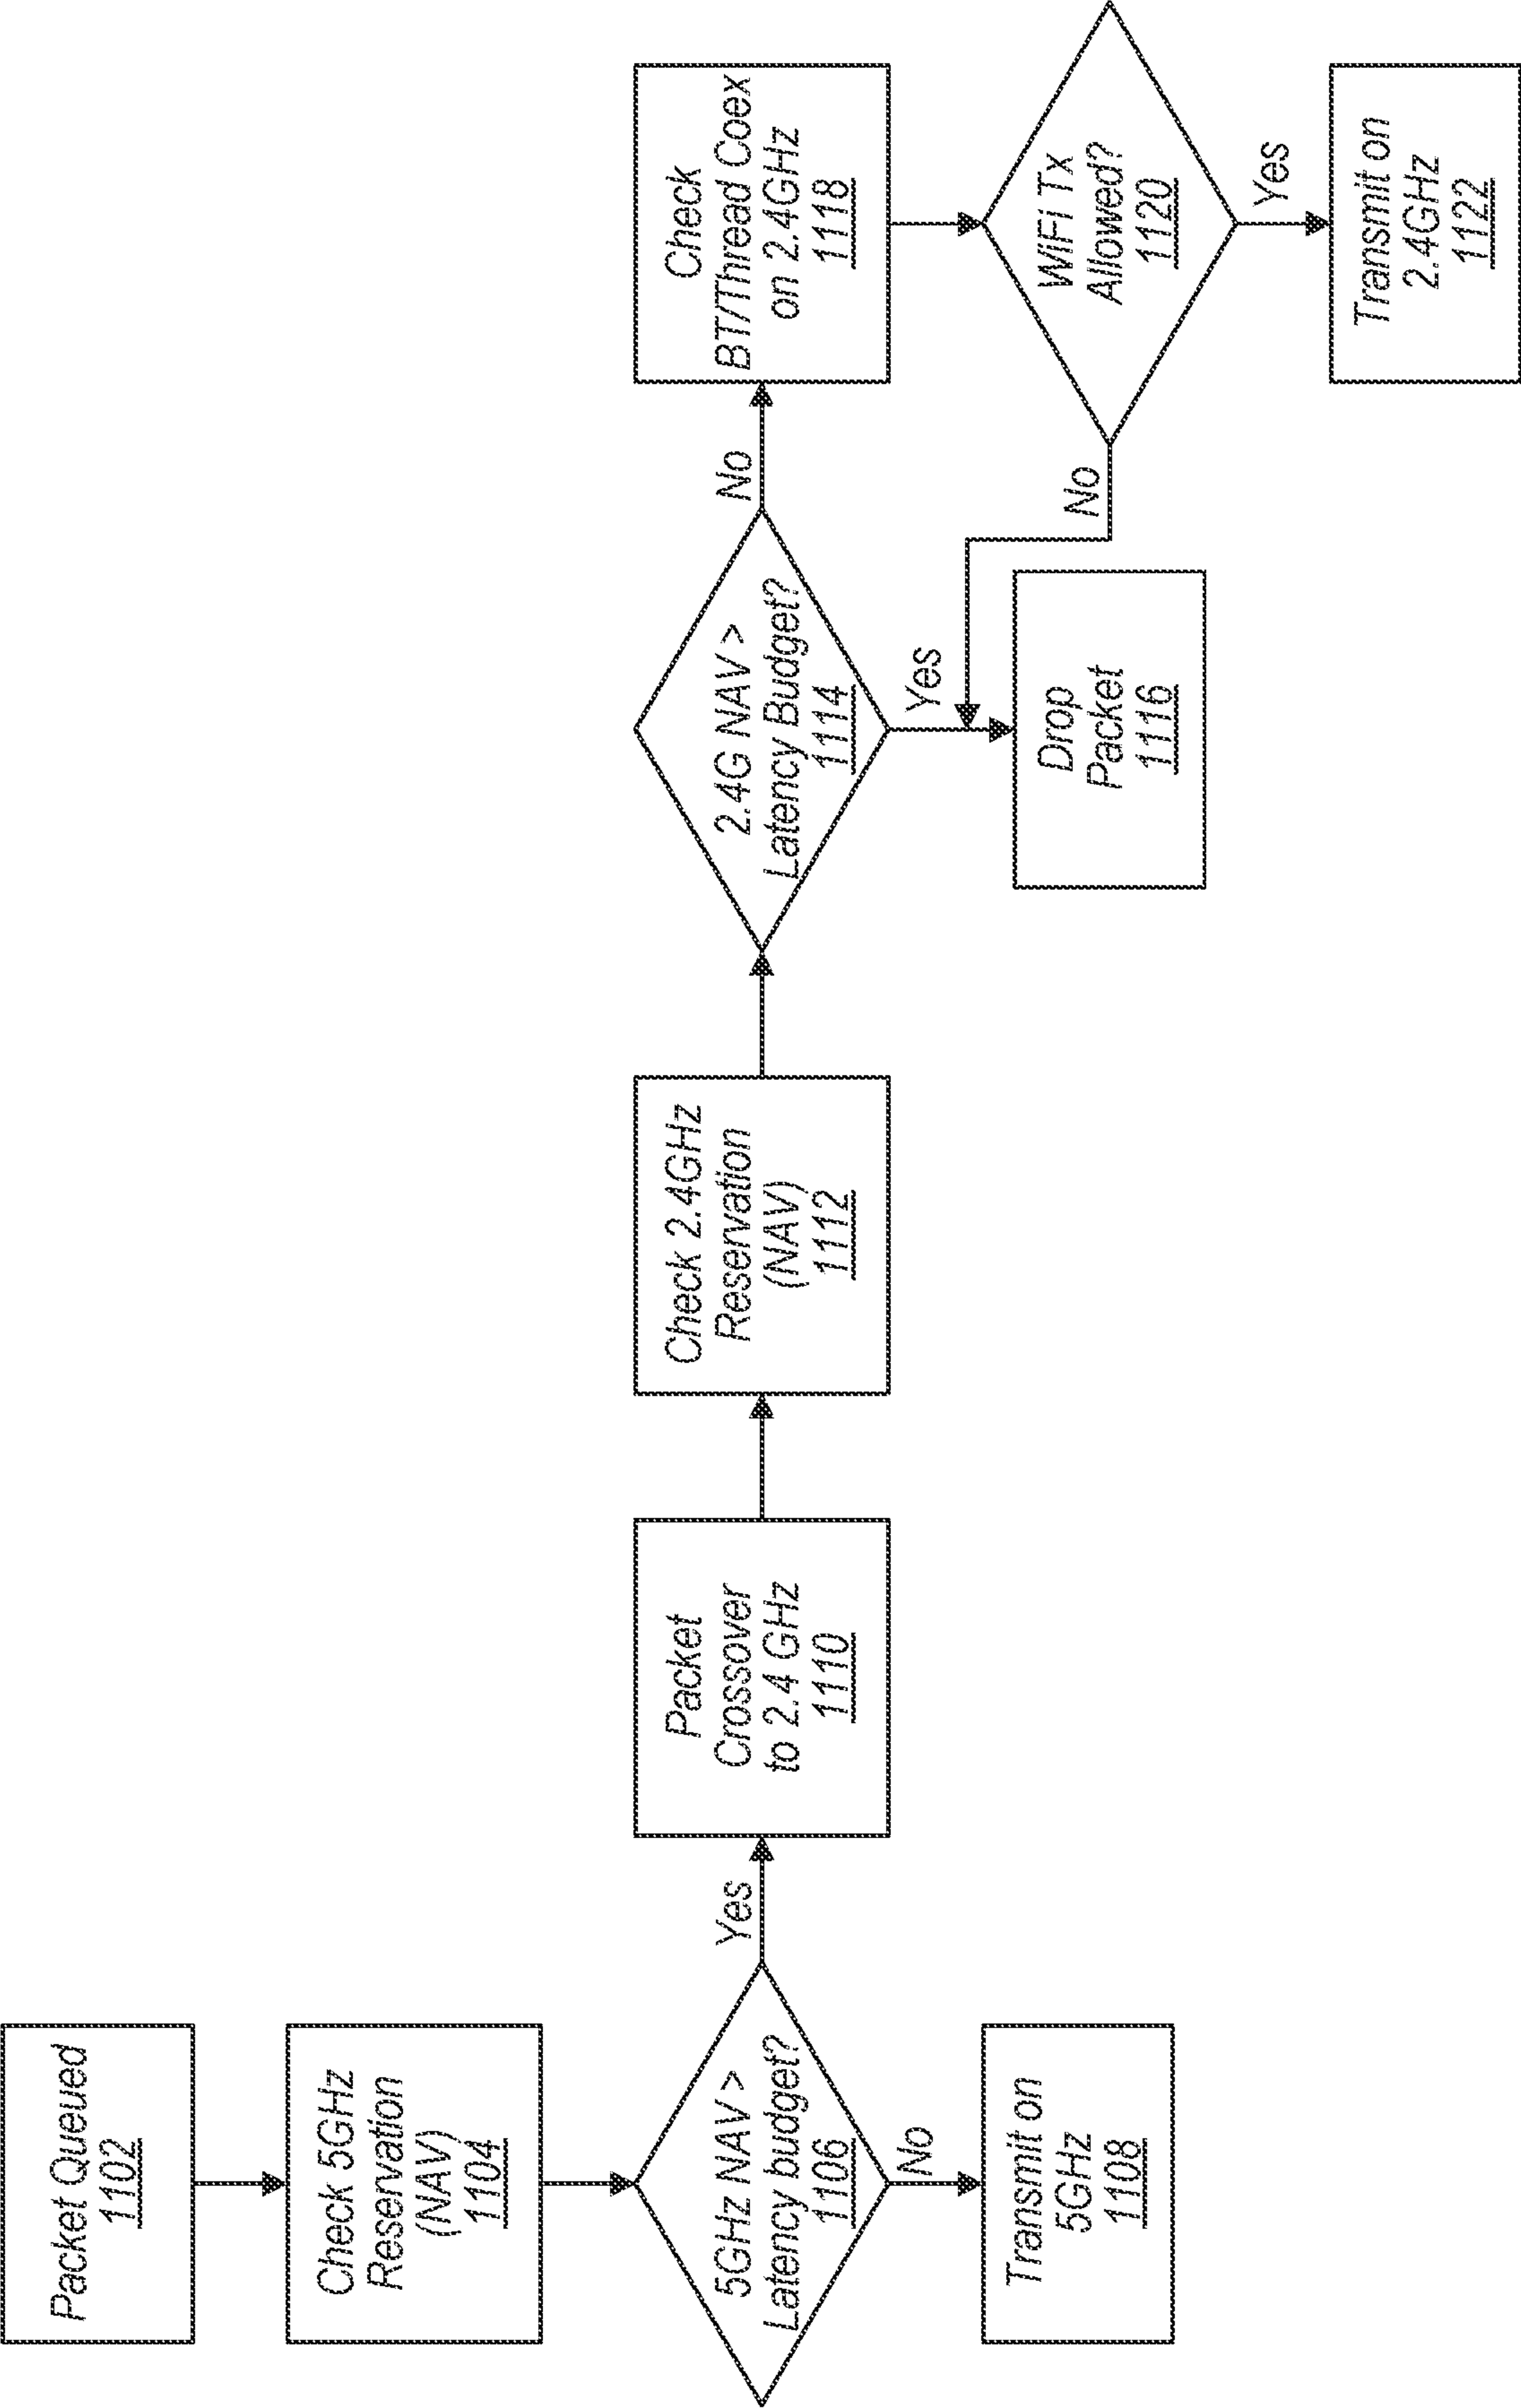 Packet Queued
1102
Check 5GHz
Reservation
(NAV)
1104
5GHz NAV >
Latency budget?
1106
No
Transmit on
5GHz
1108
Yes
Packet
Crossover
to 2.4 GHz
1110
Check 2.4GHz
Reservation
(NAV)
1112
2.4G NAV >
Latency Budget?
1114
Yes
Drop
Packet
1116
No
Check
BT/Thread Coex
on 2.4GHz
1118
WiFi Tx
Allowed?
1120
No
Yes
Transmit on
2.4GHz
1122